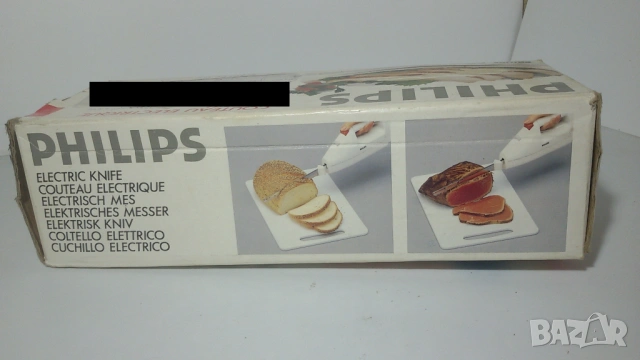 PHILIPS
PHILIPS
ELECTRIC KNIFE
COUTEAU ELECTRIQUE
ELECTRISCH MES
ELEKTRISCHES MESSER
ELEKTRISK KNIV
COLTELLO ELETTRICO
CUCHILLO ELECTRICO
BAZAR